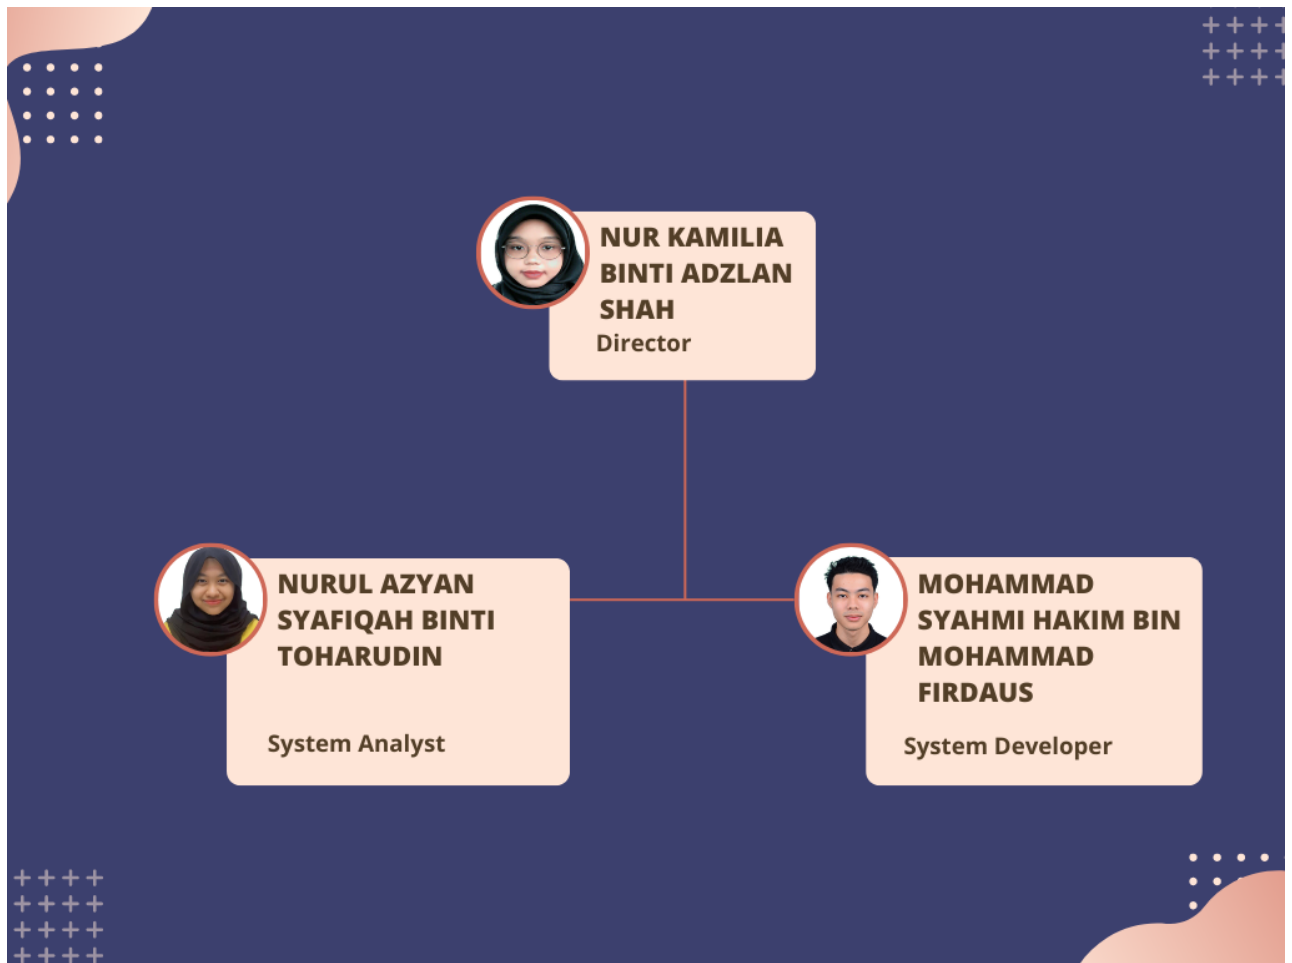 NUR KAMILIA
BINTI ADZLAN
SHAH
Director
NURUL AZYAN
SYAFIQAH BINTI
TOHARUDIN
System Analyst
MOHAMMAD
SYAHMI HAKIM BIN
MOHAMMAD
FIRDAUS
System Developer